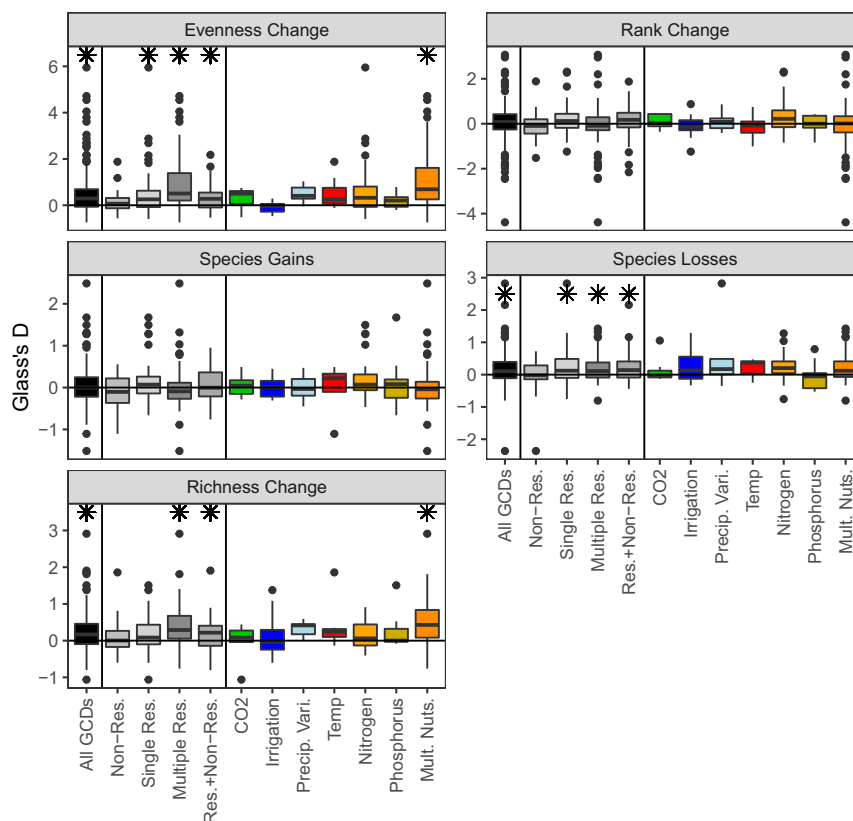 Evenness Change
Rank Change
6
4
2
0
2
0
−2
−4
Species Gains
Species Losses
2
1
0
−1
3
2
1
0
−1
−2
Glass's D
Richness Change
3
2
1
0
−1
All GCDs
Non−Res.
Single Res.
Multiple Res.
Res.+Non−Res.
CO2
Irrigation
Precip. Vari.
Temp
Nitrogen
Phosphorus
Mult. Nuts.
All GCDs
Non−Res.
Single Res.
Multiple Res.
Res.+Non−Res.
CO2
Irrigation
Precip. Vari.
Temp
Nitrogen
Phosphorus
Mult. Nuts.